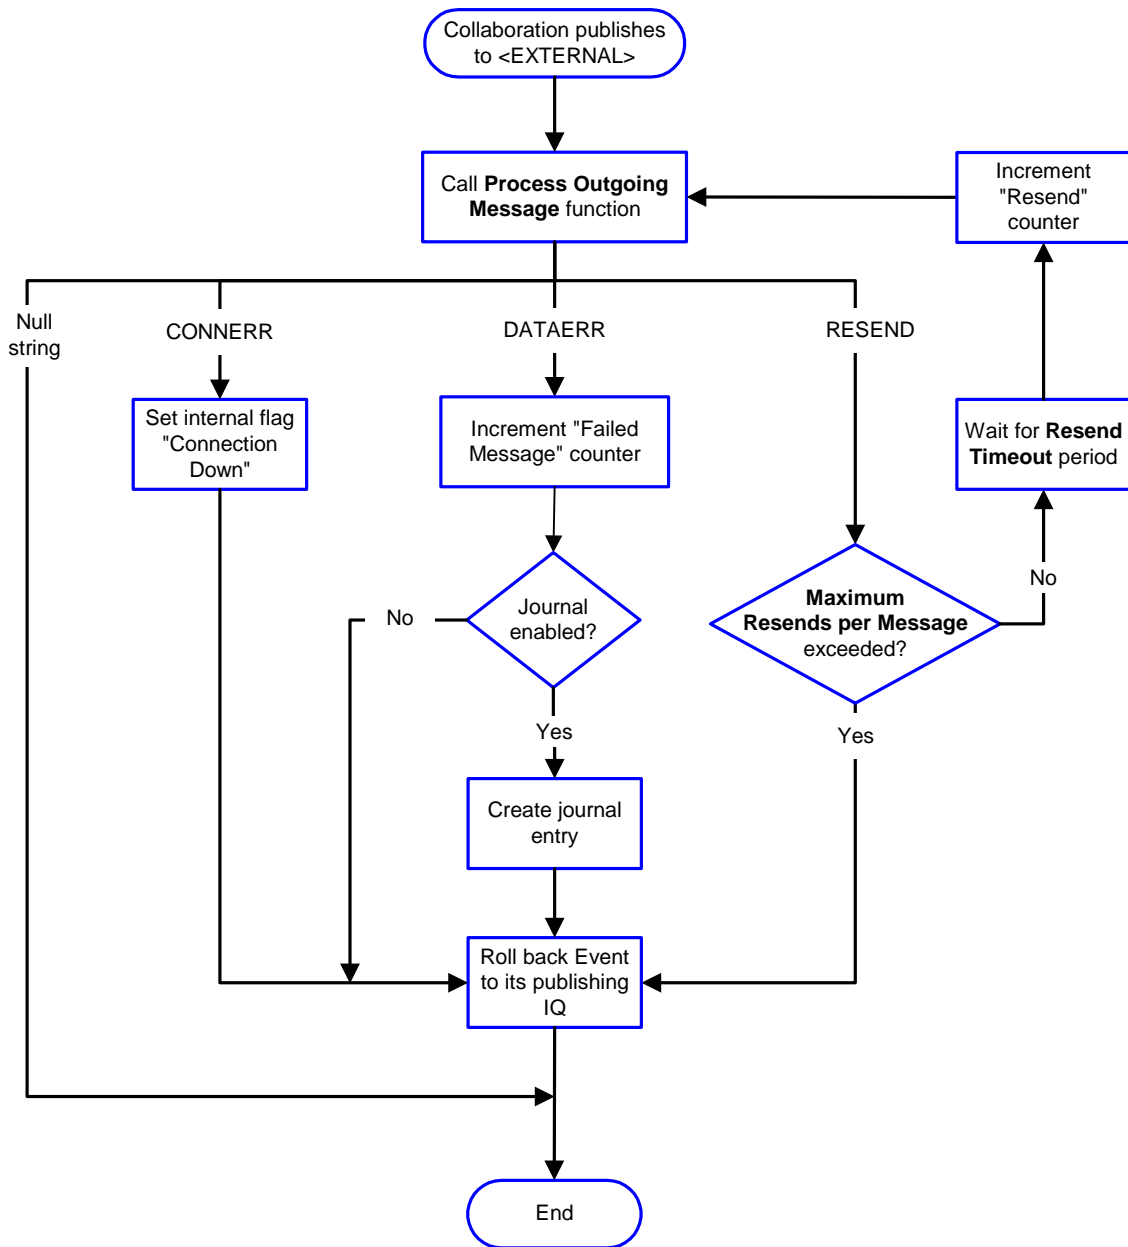 Collaboration publishes
to <EXTERNAL>
Call Process Outgoing
Message function
Increment
"Resend"
counter
Null
string
CONNERR
DATAERR
RESEND
Set internal flag
"Connection
Down"
Increment "Failed
Message" counter
Wait for Resend
Timeout period
No
Journal
enabled?
Maximum
Resends per Message
exceeded?
No
Yes
Yes
Create journal
entry
Roll back Event
to its publishing
IQ
End